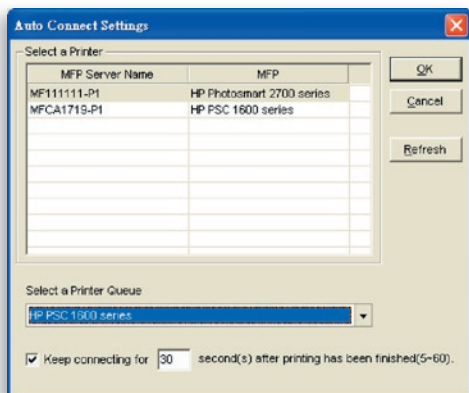 Auto Connect Settings
Select a Printer
MFP Server Name MFP
MF111111-P1 HP Photosmart 2700 series
MFCA1719-P1 HP PSC 1600 series
OK
Cancel
Refresh
Select a Printer Queue
HP PSC 1600 series
Keep connecting for 30 second(s) after printing has been finished(5~60).